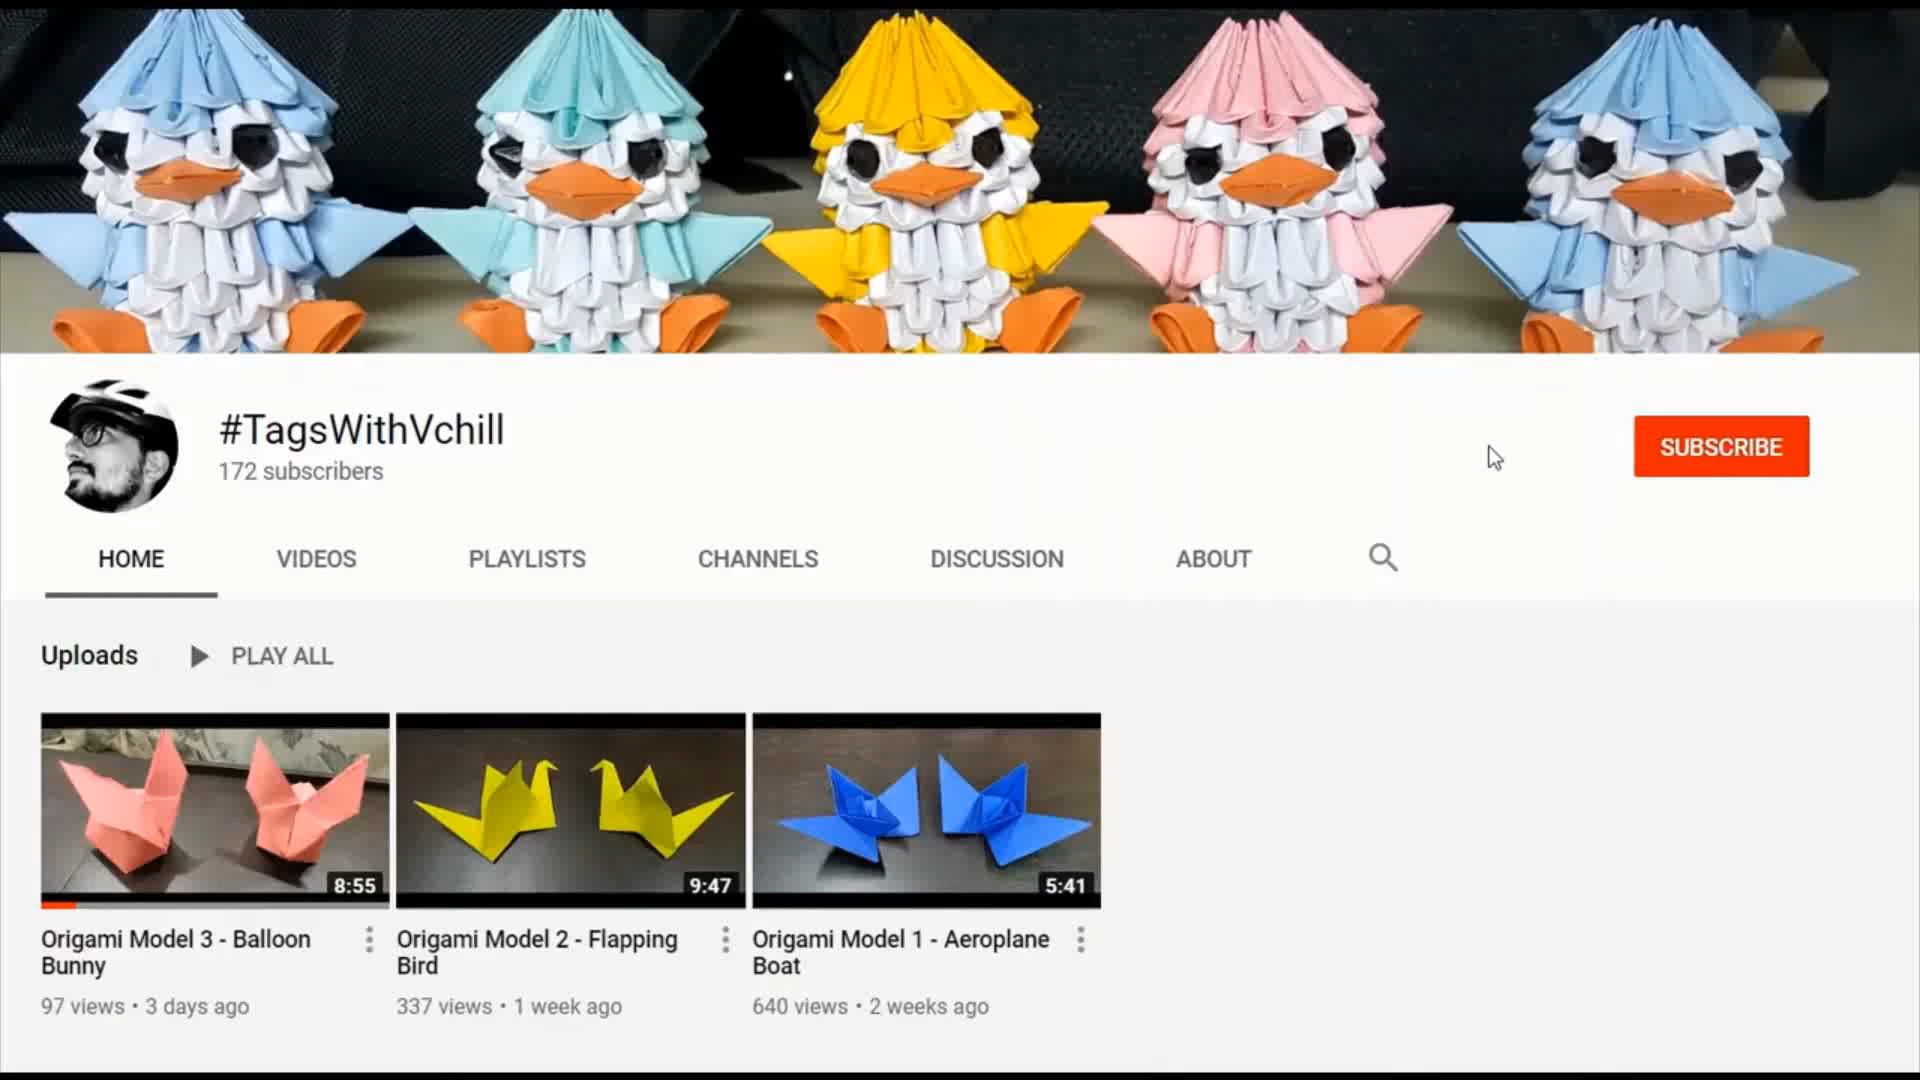 #TagsWithVchill
172 subscribers
SUBSCRIBE
HOME VIDEOS PLAYLISTS CHANNELS DISCUSSION ABOUT
Uploads PLAY ALL
8:55
Origami Model 3 - Balloon
Bunny
97 views • 3 days ago
9:47
Origami Model 2 - Flapping
Bird
337 views • 1 week ago
5:41
Origami Model 1 - Aeroplane
Boat
640 views • 2 weeks ago